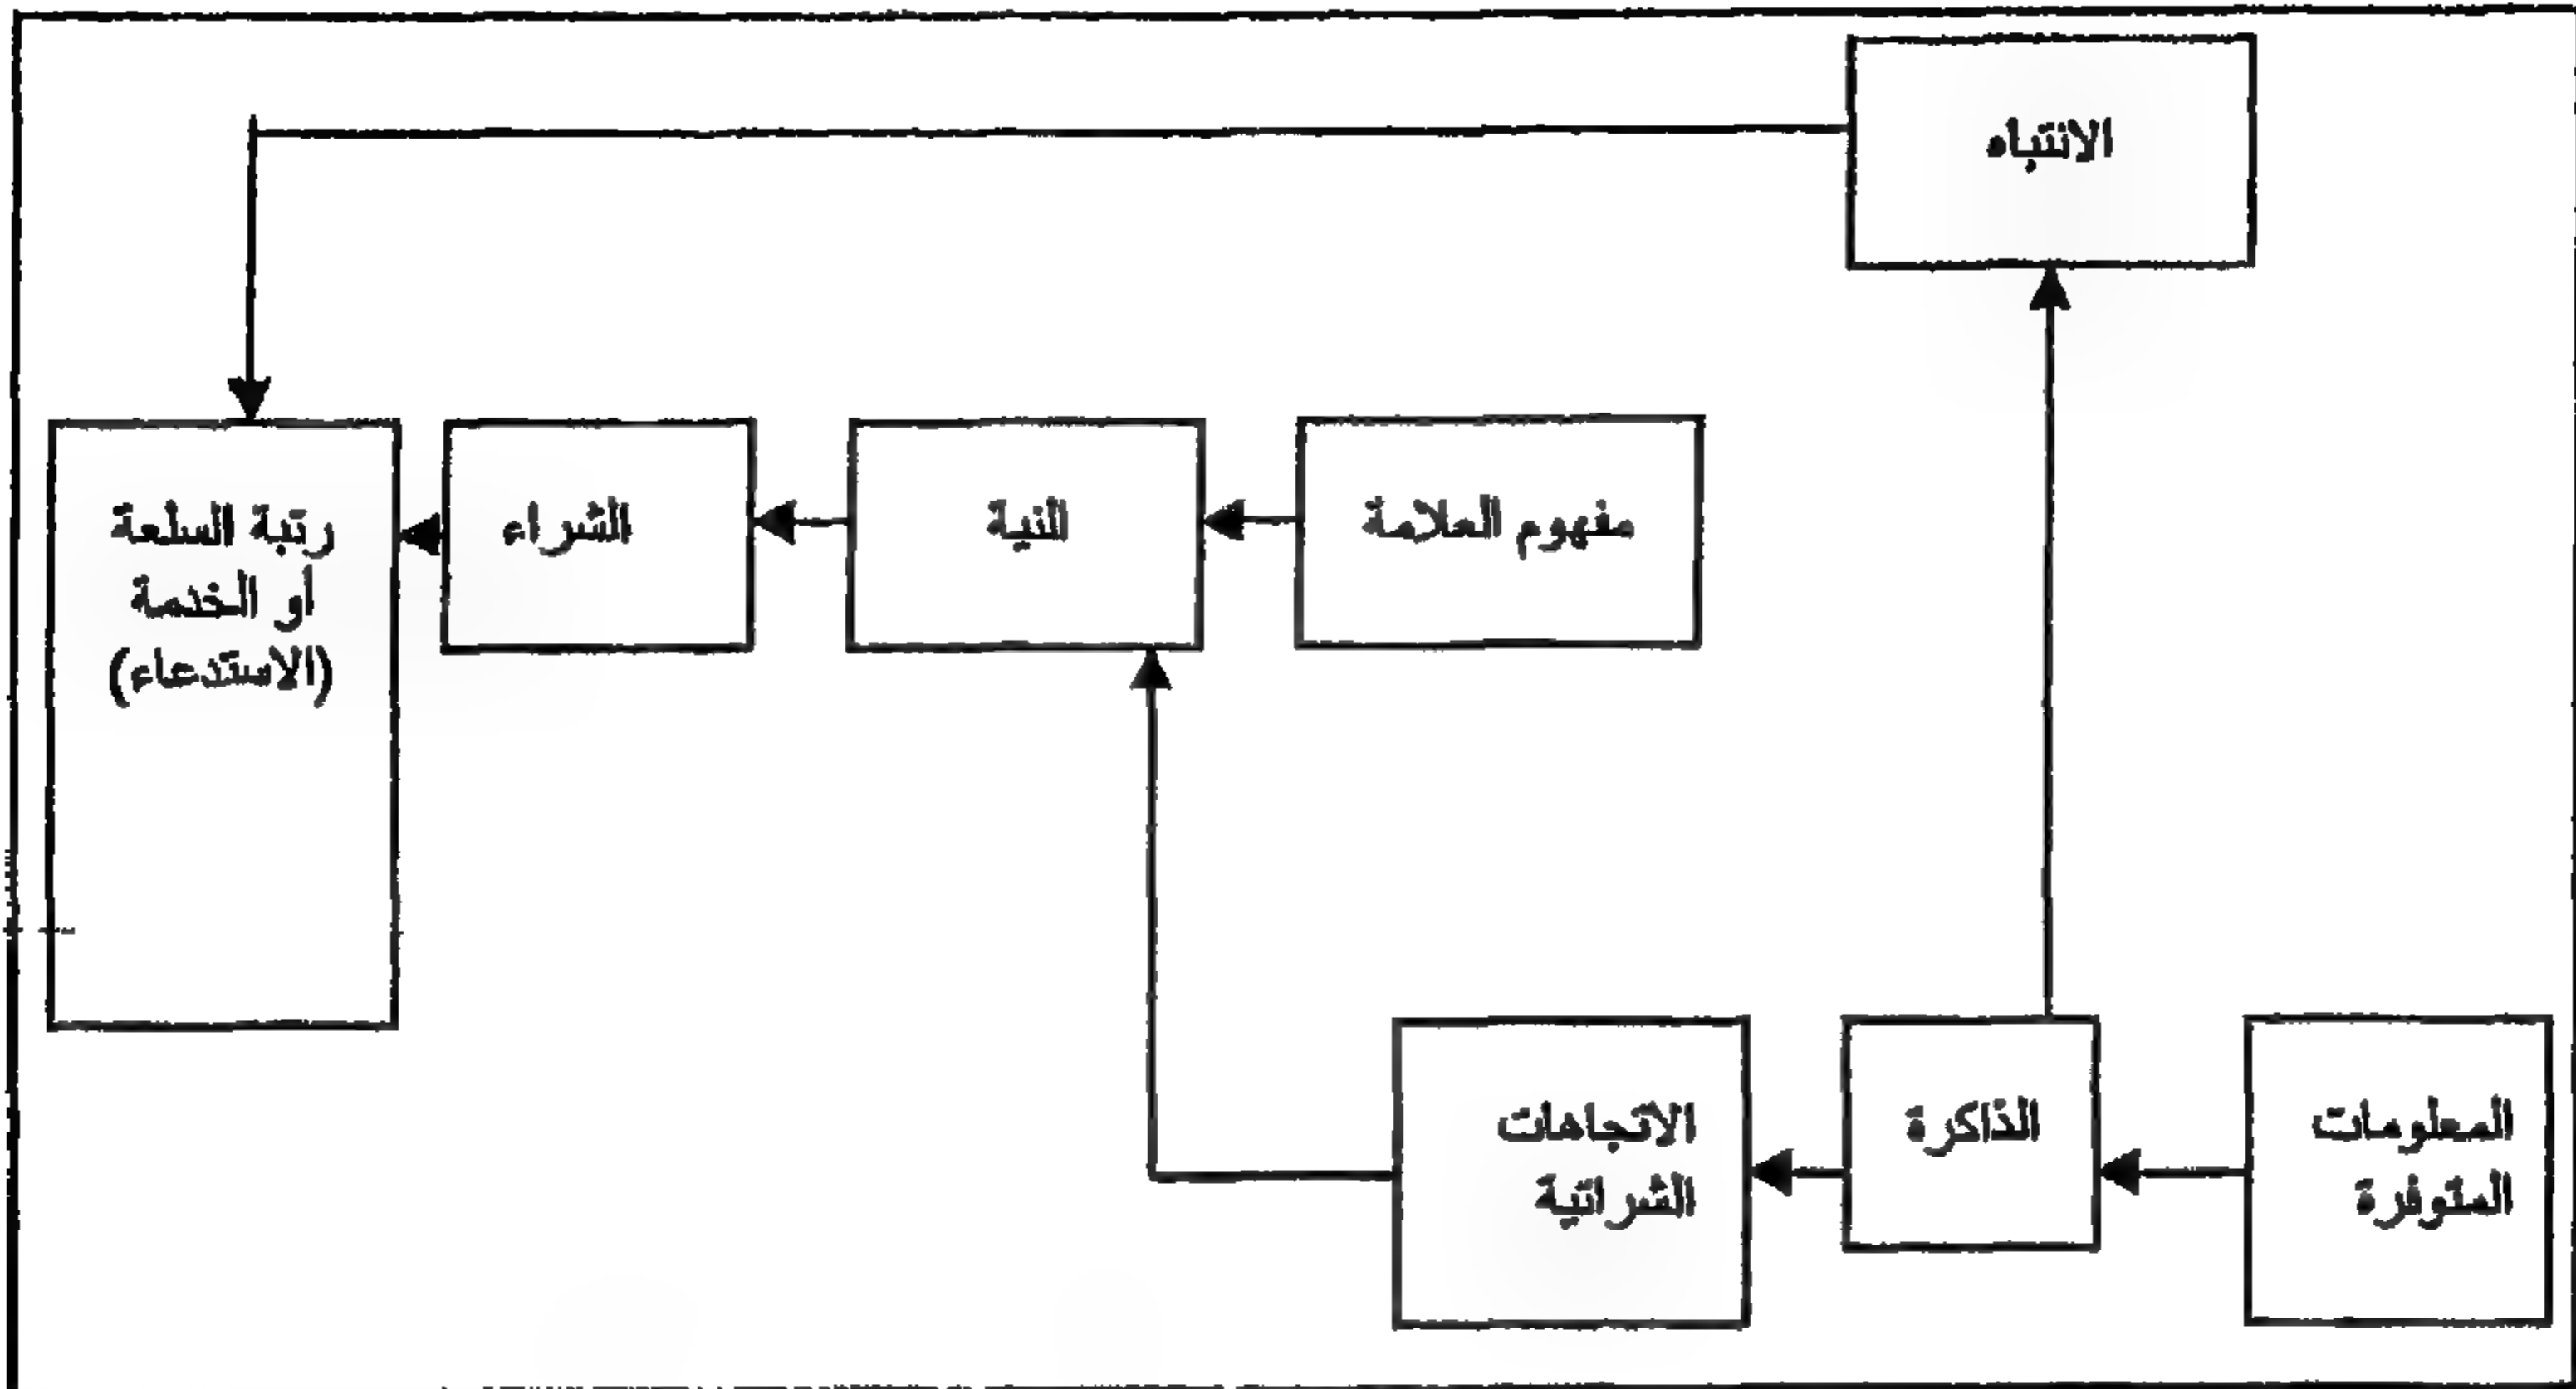 الانتباه
مفهوم العلامة
النية
الشراء
رتبة السلعة
أو الخدمة
(الاستدعاء)
المعلومات
المتوفرة
الذاكرة
الاتجاهات
الشرائية